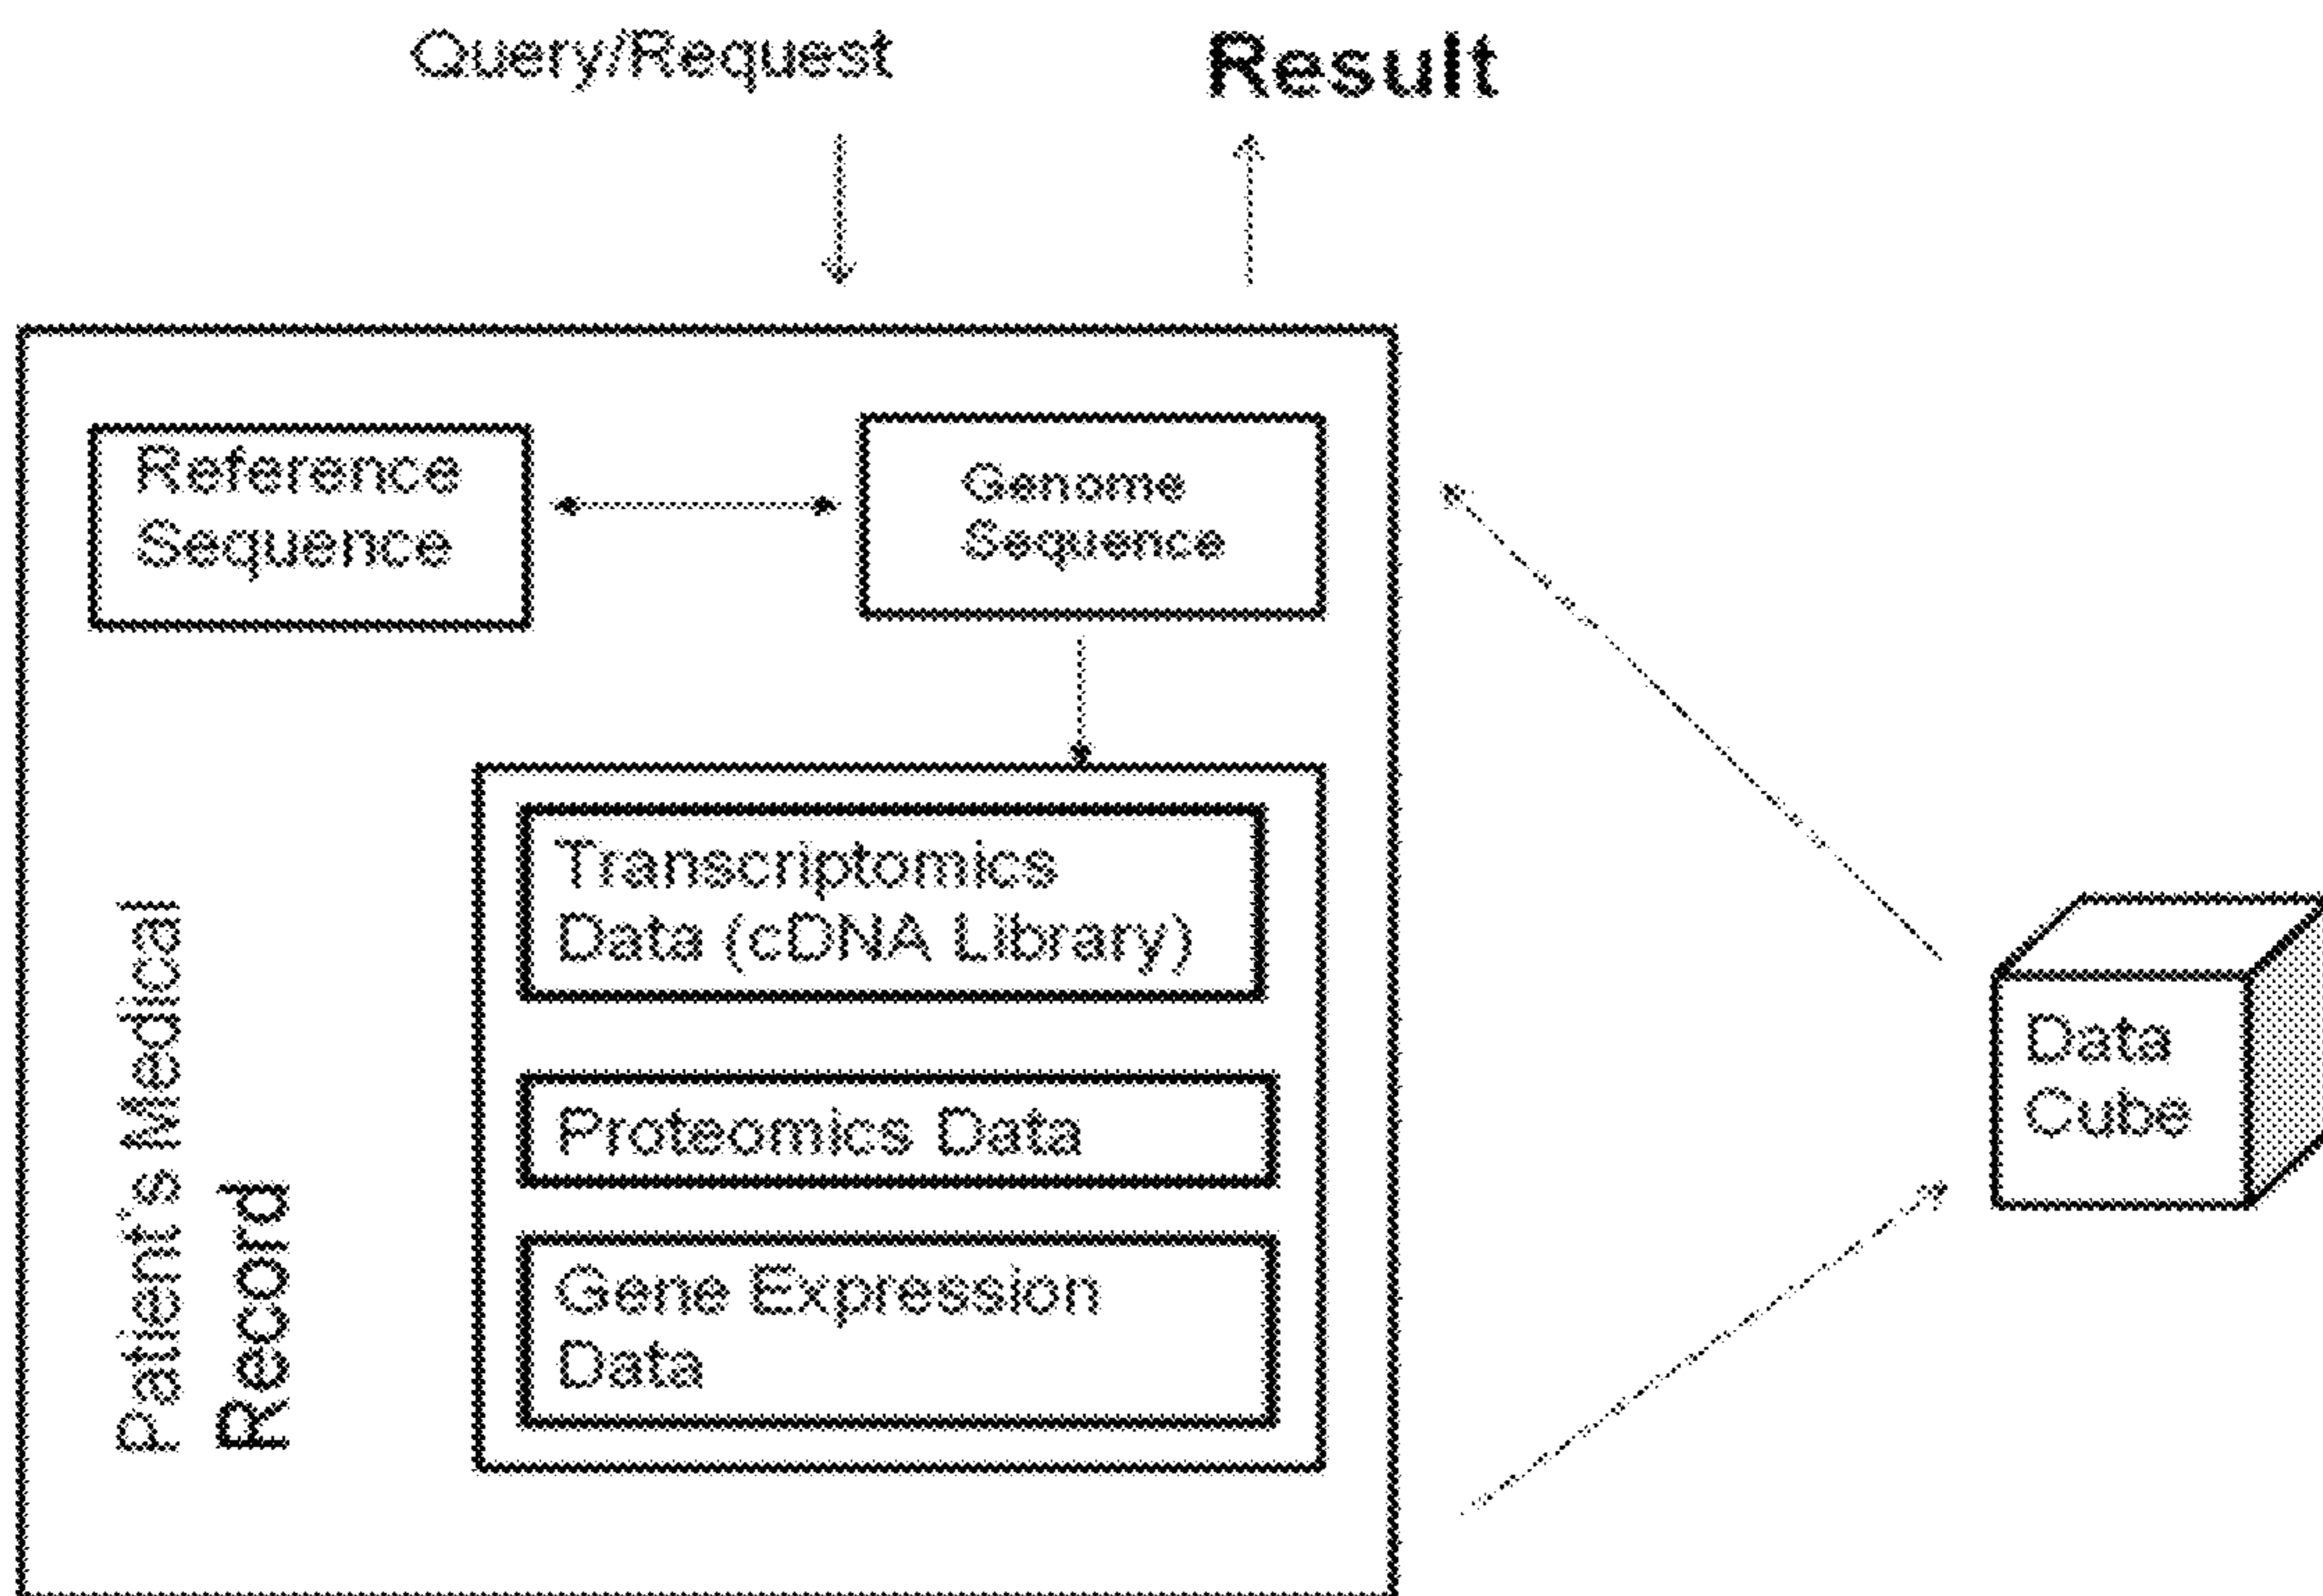 Query/Request
Result
Reference
Sequence
Genome
Sequence
Transcriptomics
Data (cDNA Library)
Proteomics Data
Gene Expression
Data
Patient's Medical
Record
Data
Cube